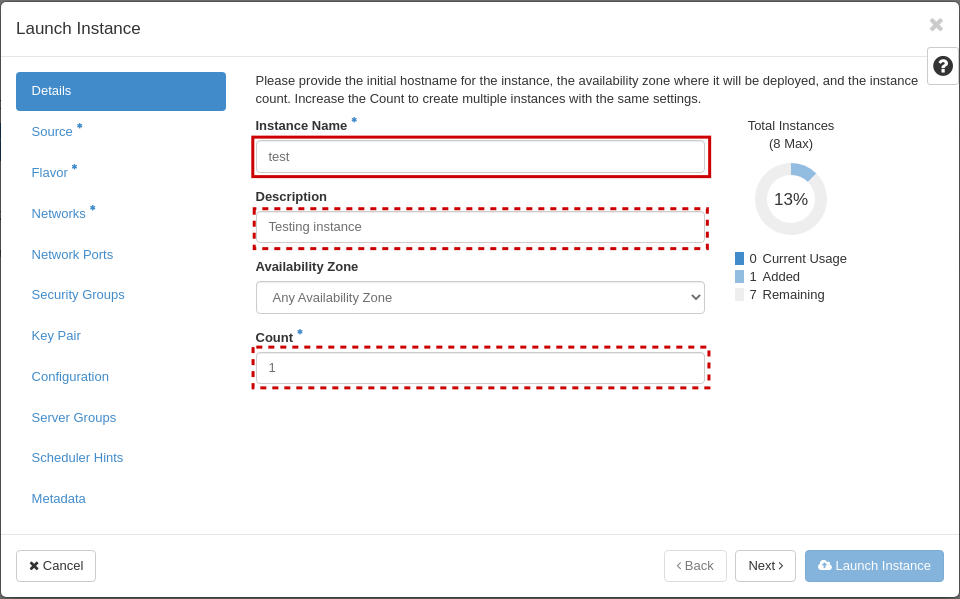 Launch Instance
Details
Source *
Flavor *
Networks *
Network Ports
Security Groups
Key Pair
Configuration
Server Groups
Scheduler Hints
Metadata
Please provide the initial hostname for the instance, the availability zone where it will be deployed, and the instance
count. Increase the Count to create multiple instances with the same settings.
Instance Name *
test
Description
Testing instance
Availability Zone
Any Availability Zone
Count *
1
Total Instances
(8 Max)
13%
0 Current Usage
1 Added
7 Remaining
Cancel
Back
Next
Launch Instance